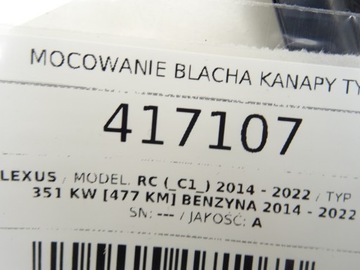 MOCOWANIE BLACHA KANAPY TY
417107
LEXUS / MODEL: RC (_C1_) 2014 - 2022 / TYP
351 KW [477 KM] BENZYNA 2014 - 2022
SN: --- / JAKOŚĆ: A